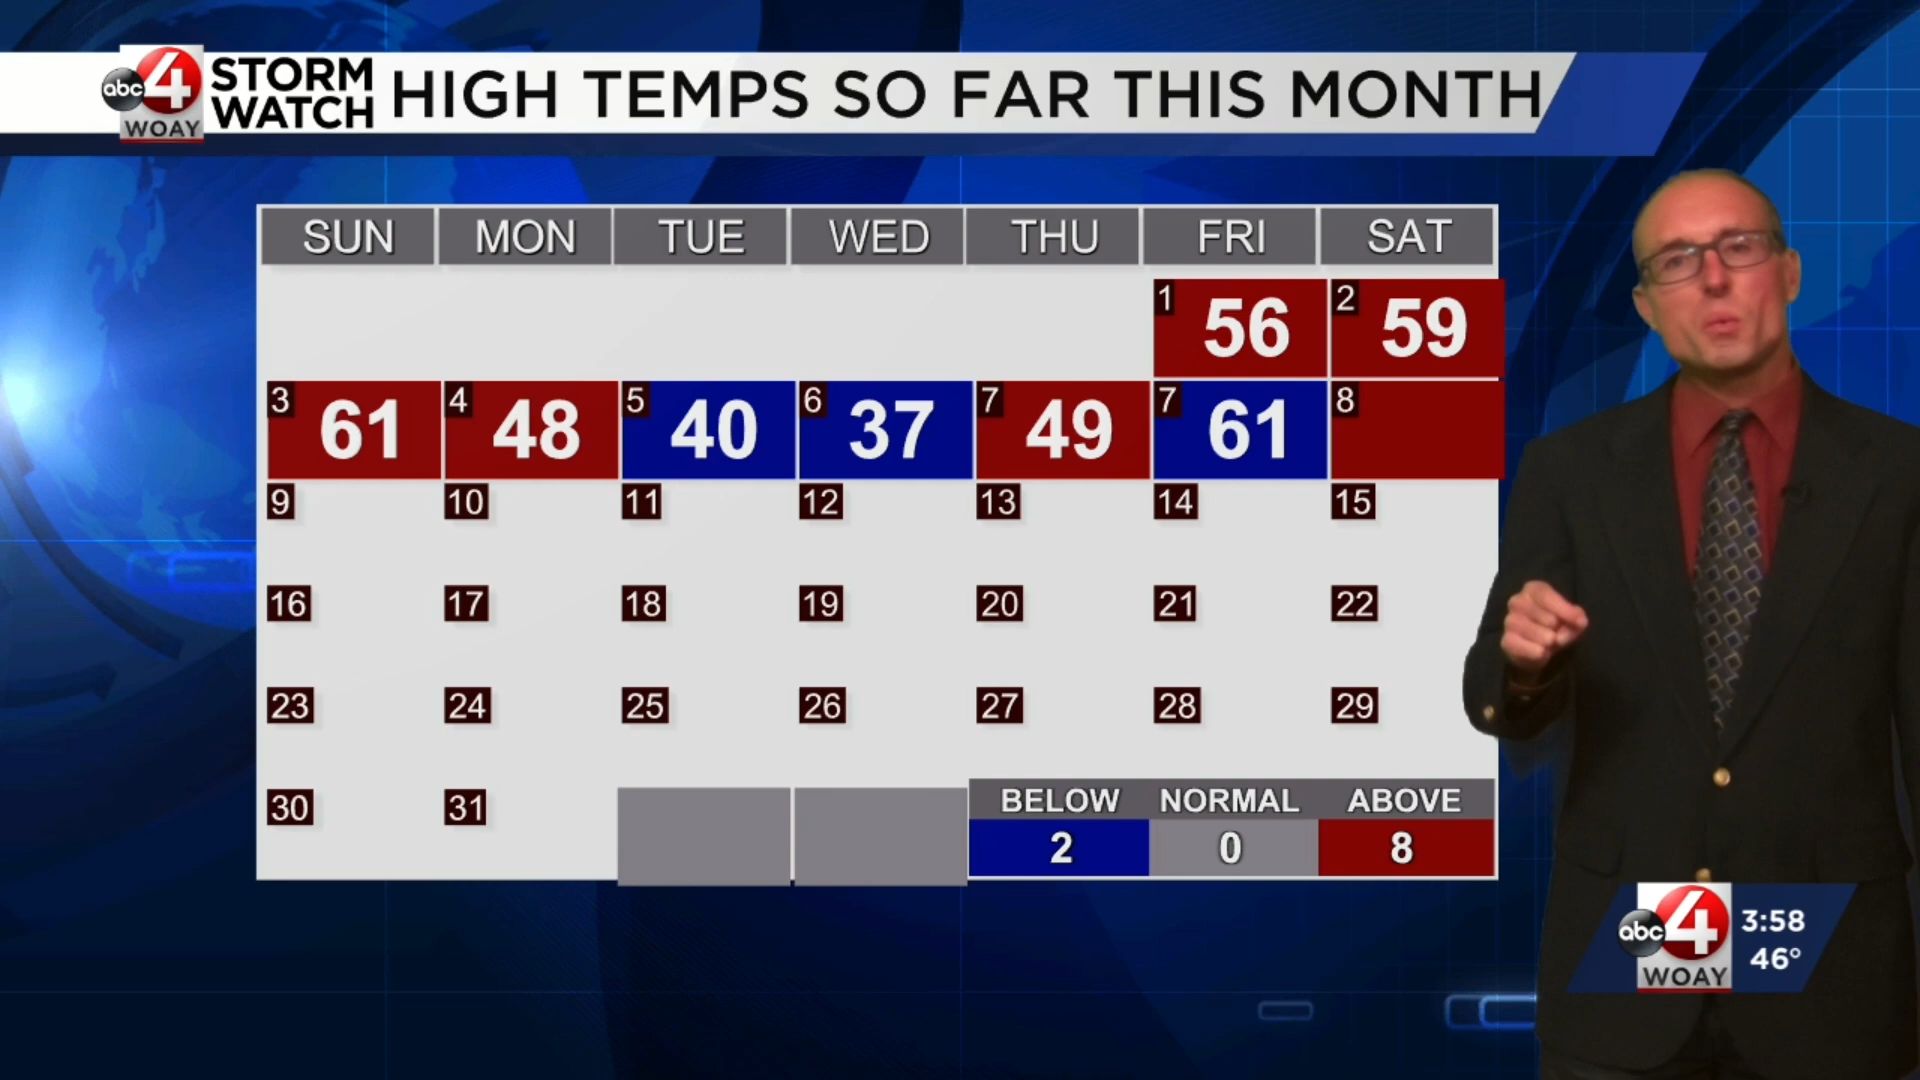 abc 4 WOAY
STORM WATCH
HIGH TEMPS SO FAR THIS MONTH
SUN MON TUE WED THU FRI SAT
1 56 2 59
3 61 4 48 5 40 6 37 7 49 7 61 8
9 10 11 12 13 14 15
16 17 18 19 20 21 22
23 24 25 26 27 28 29
30 31
BELOW NORMAL ABOVE
2 0 8
abc 4 WOAY
3:58
46°